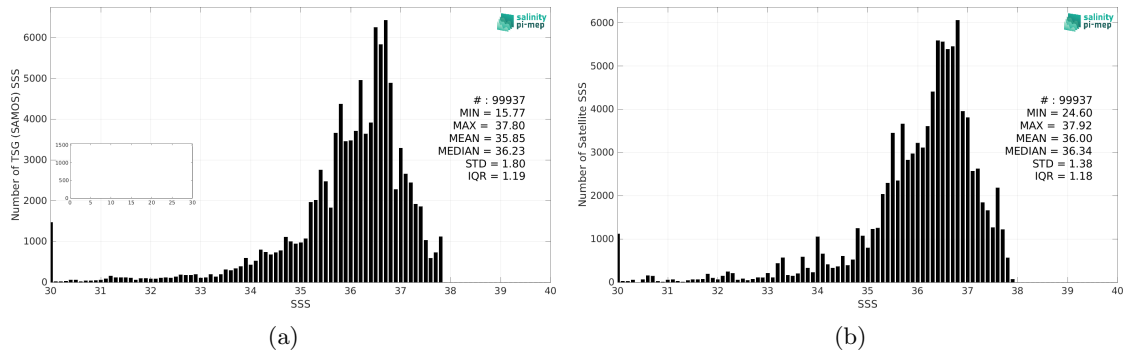 salinity
pi-mep
Number of TSG (SAMOS) SSS
6000
5000
4000
3000
2000
1000
0
# : 99937
MIN = 15.77
MAX = 37.80
MEAN = 35.85
MEDIAN = 36.23
STD = 1.80
IQR = 1.19
1500
1000
500
0
0 5 10 15 20 25 30
30 31 32 33 34 35 36 37 38 39 40
SSS
(a)
salinity
pi-mep
Number of Satellite SSS
6000
5000
4000
3000
2000
1000
0
# : 99937
MIN = 24.60
MAX = 37.92
MEAN = 36.00
MEDIAN = 36.34
STD = 1.38
IQR = 1.18
30 31 32 33 34 35 36 37 38 39 40
SSS
(b)